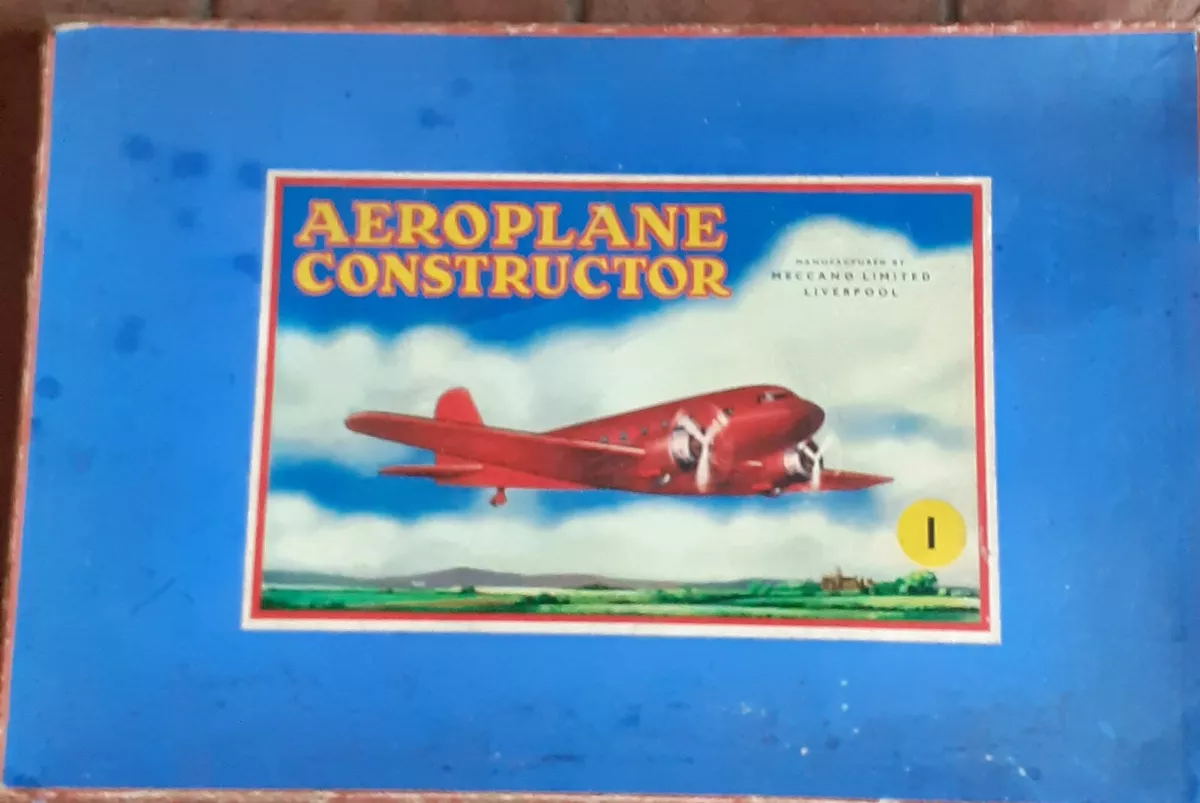 AEROPLANE
CONSTRUCTOR
MANUFACTURED BY
MECCANO LIMITED
LIVERPOOL
1